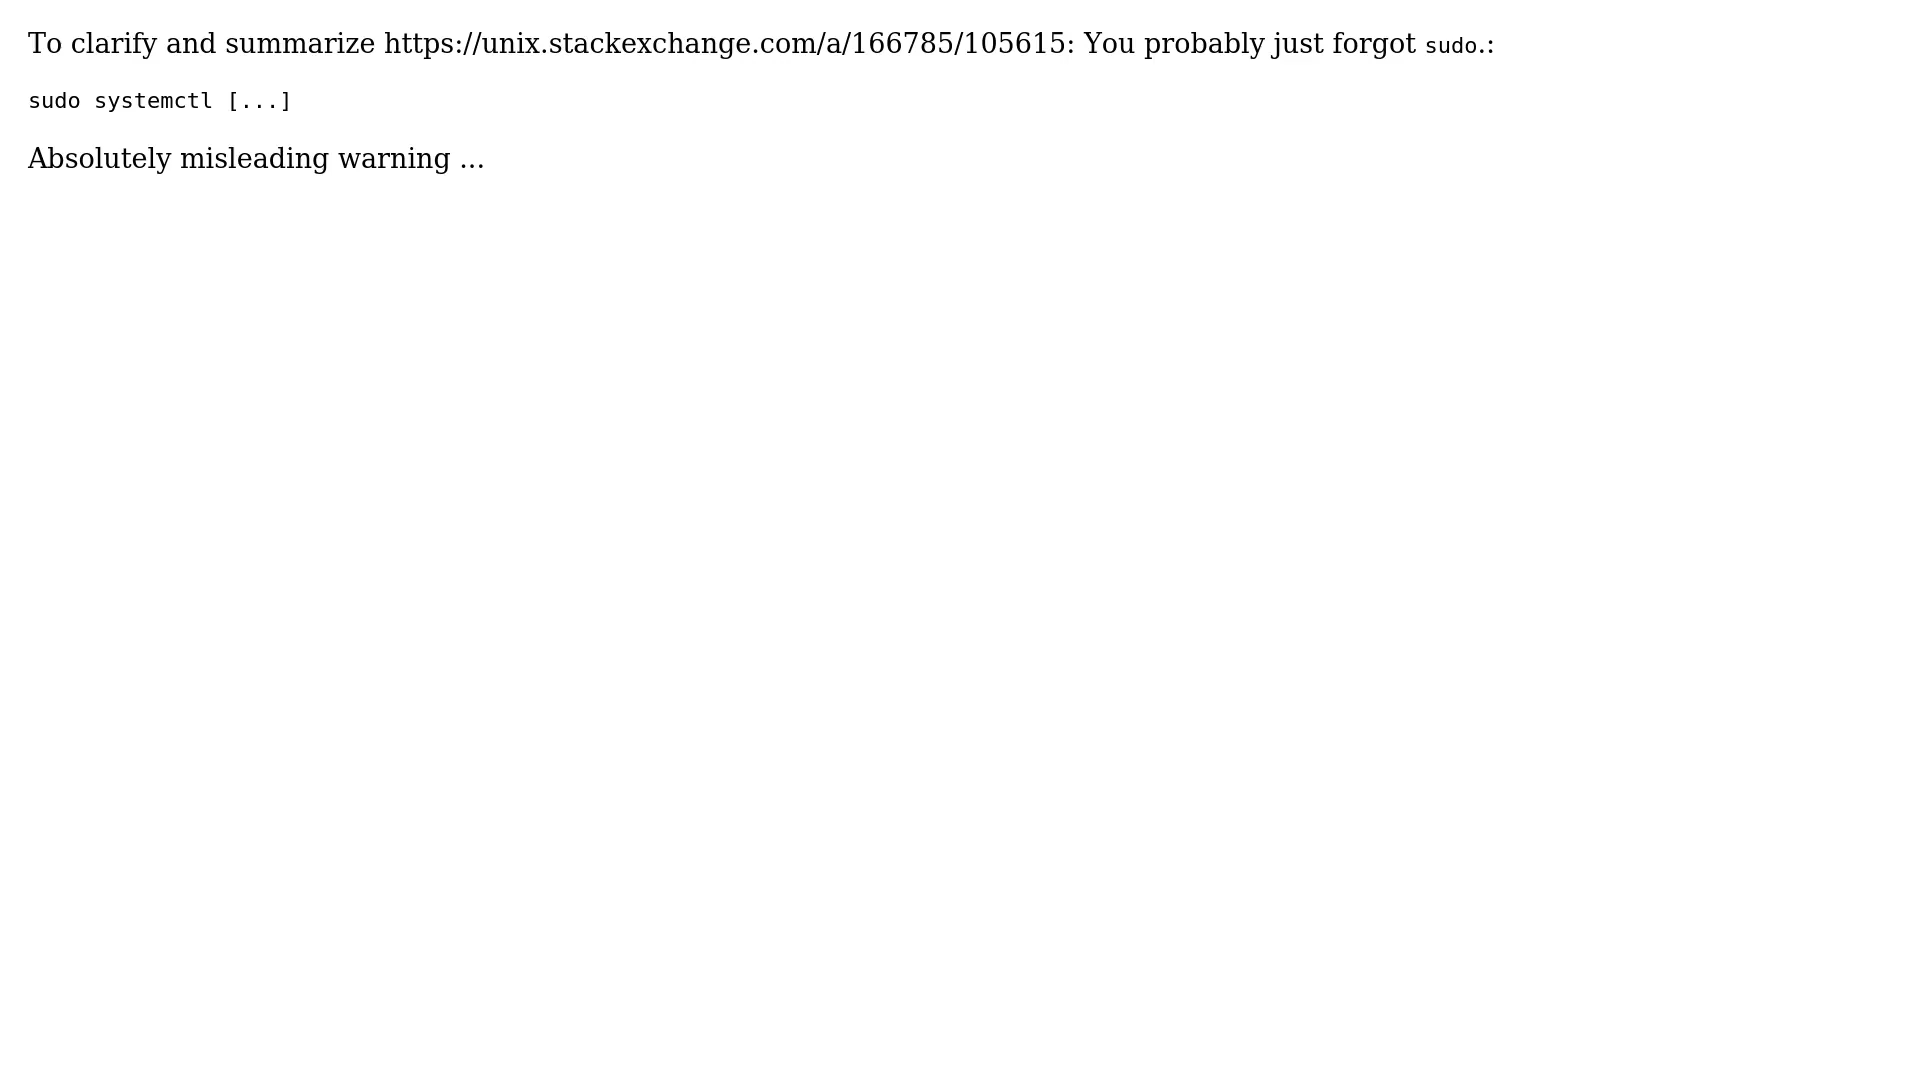 To clarify and summarize https://unix.stackexchange.com/a/166785/105615: You probably just forgot sudo.:
sudo systemctl [...]
Absolutely misleading warning ...